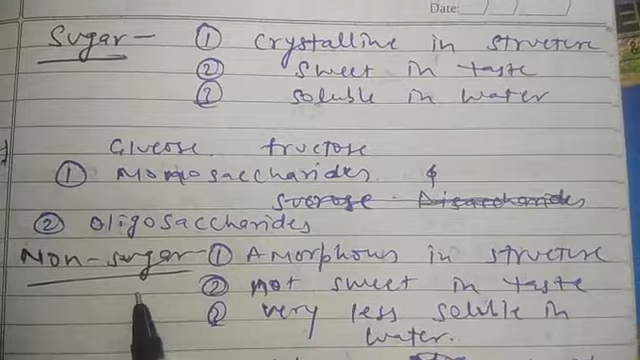 Date:
Sugar - ① Crystalline in structure
② Sweet in taste
③ Soluble in water
Glucose. fructose
① Monosaccharides &
sucrose Disaccharides
② Oligosaccharides
Non-sugar - ① Amorphous in structure
② not sweet in taste
③ very less soluble in
water.